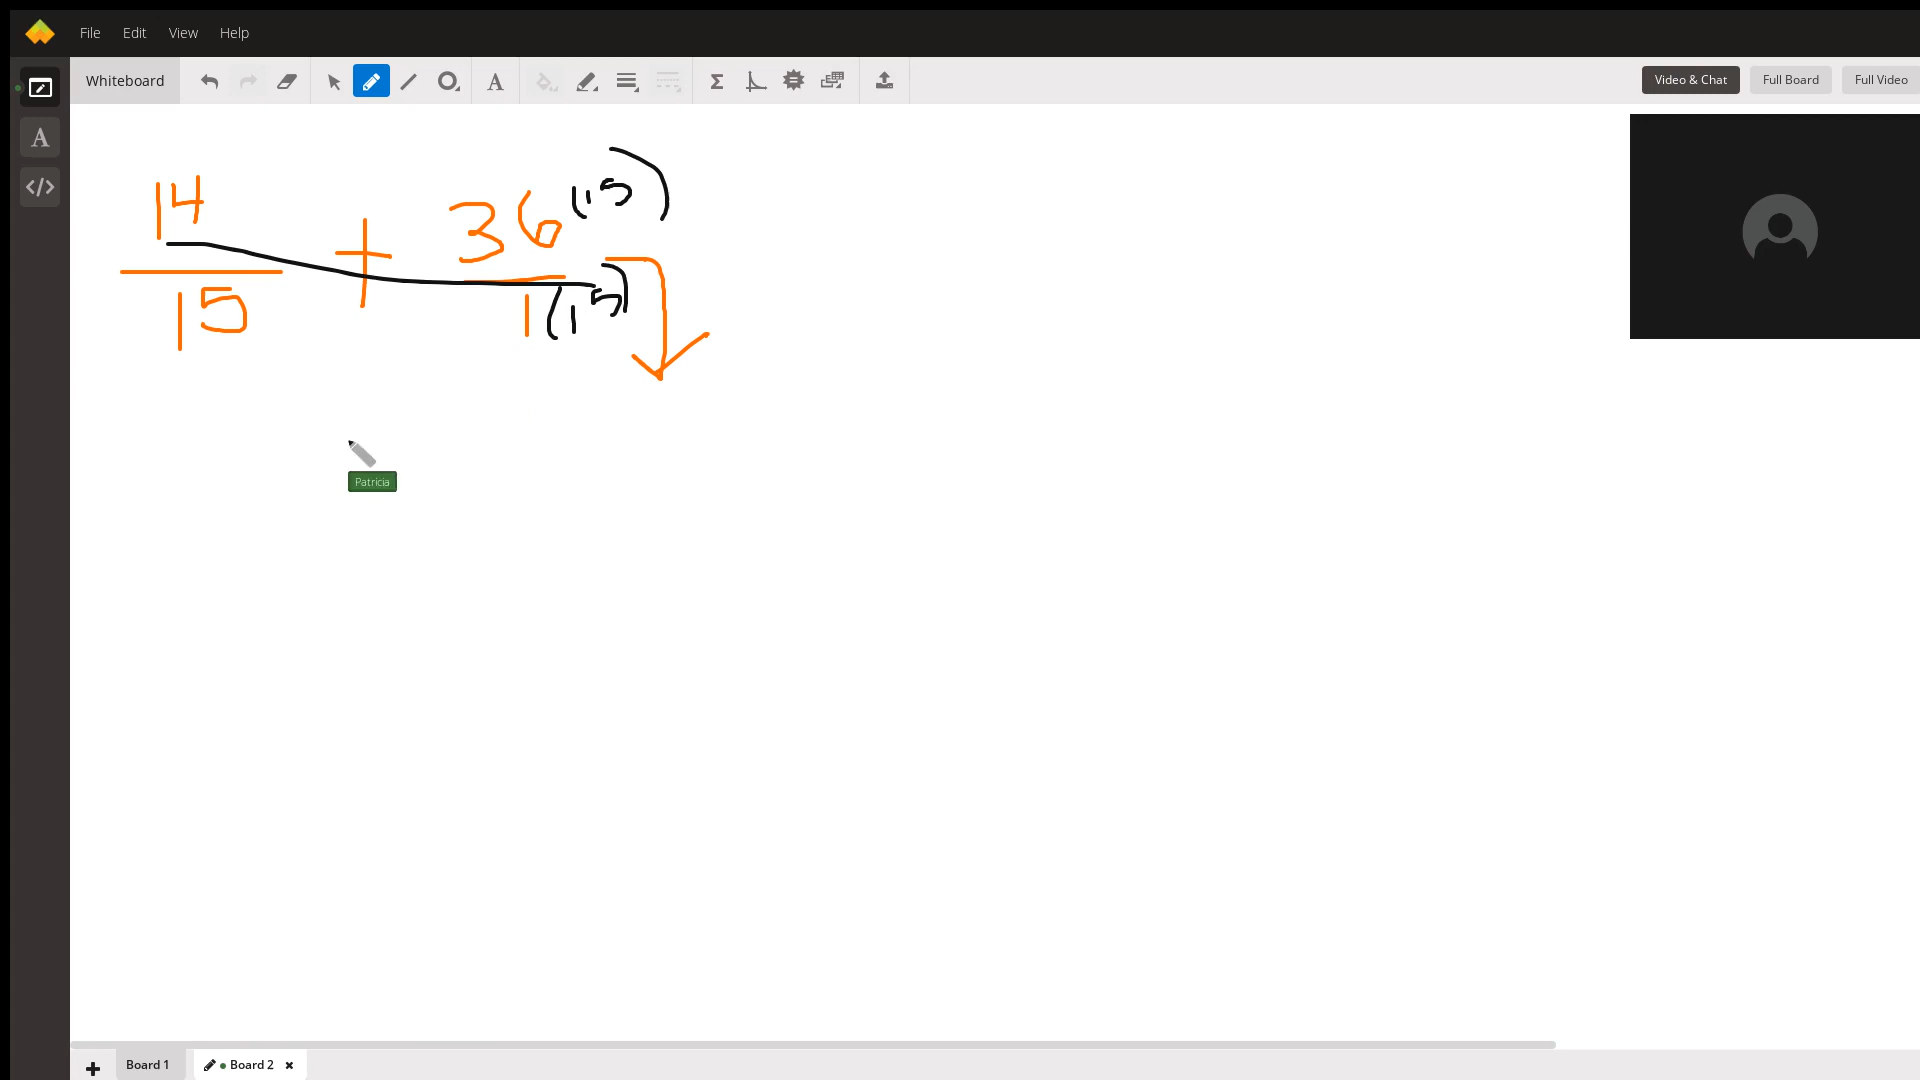 File Edit View Help
Whiteboard A Σ Video & Chat Full Board Full Video
A
</>
14 + 36 (15)
15 1 (15)
Patricia
+ Board 1 Board 2 ×